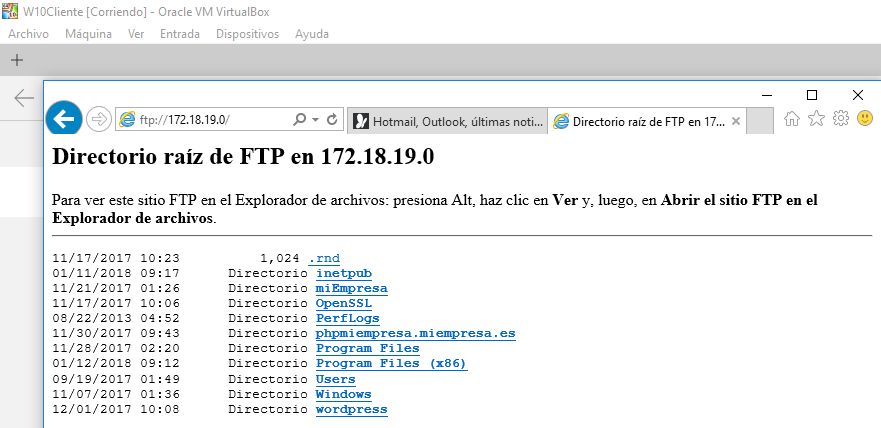 W10Cliente [Corriendo] - Oracle VM VirtualBox
Archivo Máquina Ver Entrada Dispositivos Ayuda
ftp://172.18.19.0/ Hotmail, Outlook, últimas noti... Directorio raíz de FTP en 17...
Directorio raíz de FTP en 172.18.19.0
Para ver este sitio FTP en el Explorador de archivos: presiona Alt, haz clic en Ver y, luego, en Abrir el sitio FTP en el
Explorador de archivos.
11/17/2017 10:23 1,024 .rnd
01/11/2018 09:17 Directorio inetpub
11/21/2017 01:26 Directorio miEmpresa
11/17/2017 10:06 Directorio OpenSSL
08/22/2013 04:52 Directorio PerfLogs
11/30/2017 09:43 Directorio phpmiempresa.miempresa.es
11/28/2017 02:20 Directorio Program Files
01/12/2018 09:12 Directorio Program Files (x86)
09/19/2017 01:49 Directorio Users
11/07/2017 01:36 Directorio Windows
12/01/2017 10:08 Directorio wordpress